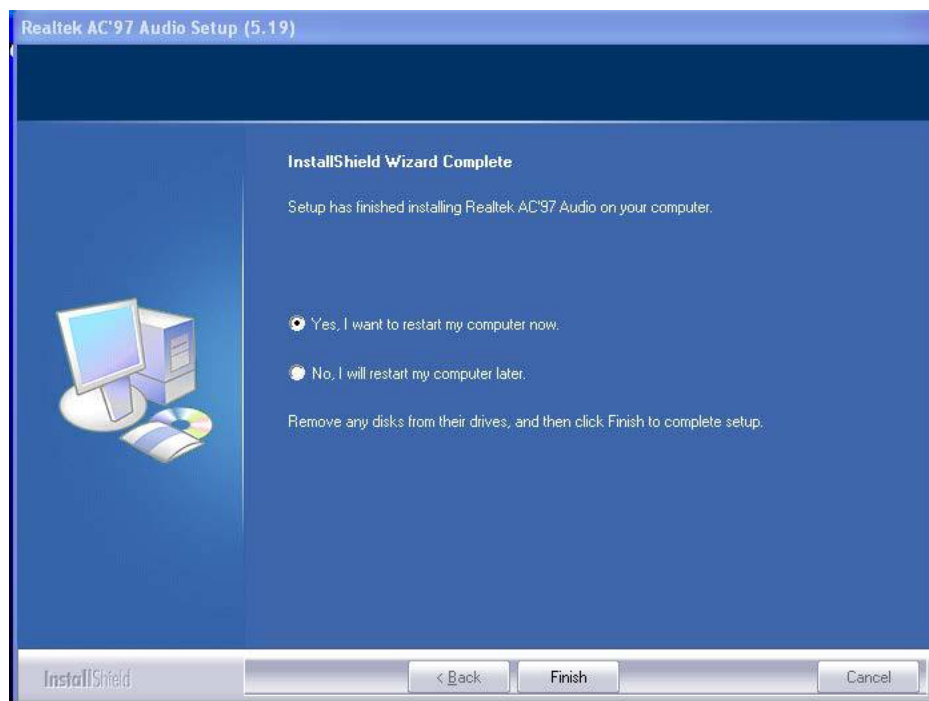 Realtek AC'97 Audio Setup (5.19)
InstallShield Wizard Complete
Setup has finished installing Realtek AC'97 Audio on your computer.
Yes, I want to restart my computer now.
No, I will restart my computer later.
Remove any disks from their drives, and then click Finish to complete setup.
InstallShield
< Back
Finish
Cancel